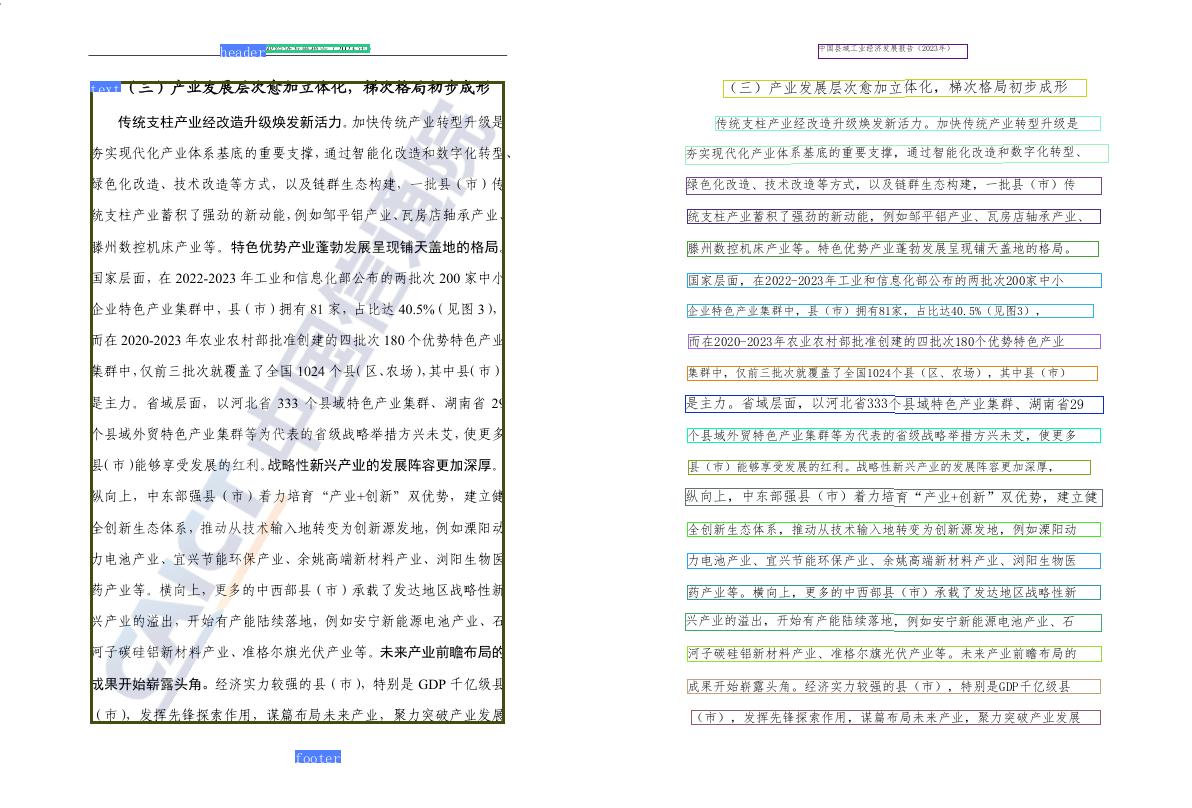 header
text（三）产业发展层次愈加立体化，梯次格局初步成形
传统支柱产业经改造升级焕发新活力。加快传统产业转型升级是
夯实现代化产业体系基底的重要支撑，通过智能化改造和数字化转型、
绿色化改造、技术改造等方式，以及链群生态构建，一批县（市）传
统支柱产业蓄积了强劲的新动能，例如邹平铝产业、瓦房店轴承产业、
滕州数控机床产业等。特色优势产业蓬勃发展呈现铺天盖地的格局。
国家层面，在 2022-2023 年工业和信息化部公布的两批次 200 家中小
企业特色产业集群中，县（市）拥有 81 家，占比达 40.5%（见图 3），
而在 2020-2023 年农业农村部批准创建的四批次 180 个优势特色产业
集群中，仅前三批次就覆盖了全国 1024 个县（区、农场），其中县（市）
是主力。省域层面，以河北省 333 个县域特色产业集群、湖南省 29
个县域外贸特色产业集群等为代表的省级战略举措方兴未艾，使更多
县（市）能够享受发展的红利。战略性新兴产业的发展阵容更加深厚。
纵向上，中东部强县（市）着力培育“产业+创新”双优势，建立健
全创新生态体系，推动从技术输入地转变为创新源发地，例如溧阳动
力电池产业、宜兴节能环保产业、余姚高端新材料产业、浏阳生物医
药产业等。横向上，更多的中西部县（市）承载了发达地区战略性新
兴产业的溢出，开始有产能陆续落地，例如安宁新能源电池产业、石
河子碳硅铝新材料产业、准格尔旗光伏产业等。未来产业前瞻布局的
成果开始崭露头角。经济实力较强的县（市），特别是 GDP 千亿级县
（市），发挥先锋探索作用，谋篇布局未来产业，聚力突破产业发展
CAICT 中国信通院
footer
中国县域工业经济发展报告（2023年）
（三）产业发展层次愈加立体化，梯次格局初步成形
传统支柱产业经改造升级焕发新活力。加快传统产业转型升级是
夯实现代化产业体系基底的重要支撑，通过智能化改造和数字化转型、
绿色化改造、技术改造等方式，以及链群生态构建，一批县（市）传
统支柱产业蓄积了强劲的新动能，例如邹平铝产业、瓦房店轴承产业、
滕州数控机床产业等。特色优势产业蓬勃发展呈现铺天盖地的格局。
国家层面，在2022-2023年工业和信息化部公布的两批次200家中小
企业特色产业集群中，县（市）拥有81家，占比达40.5%（见图3），
而在2020-2023年农业农村部批准创建的四批次180个优势特色产业
集群中，仅前三批次就覆盖了全国1024个县（区、农场），其中县（市）
是主力。省域层面，以河北省333个县域特色产业集群、湖南省29
个县域外贸特色产业集群等为代表的省级战略举措方兴未艾，使更多
县（市）能够享受发展的红利。战略性新兴产业的发展阵容更加深厚，
纵向上，中东部强县（市）着力培育“产业+创新”双优势，建立健
全创新生态体系，推动从技术输入地转变为创新源发地，例如溧阳动
力电池产业、宜兴节能环保产业、余姚高端新材料产业、浏阳生物医
药产业等。横向上，更多的中西部县（市）承载了发达地区战略性新
兴产业的溢出，开始有产能陆续落地，例如安宁新能源电池产业、石
河子碳硅铝新材料产业、准格尔旗光伏产业等。未来产业前瞻布局的
成果开始崭露头角。经济实力较强的县（市），特别是GDP千亿级县
（市），发挥先锋探索作用，谋篇布局未来产业，聚力突破产业发展